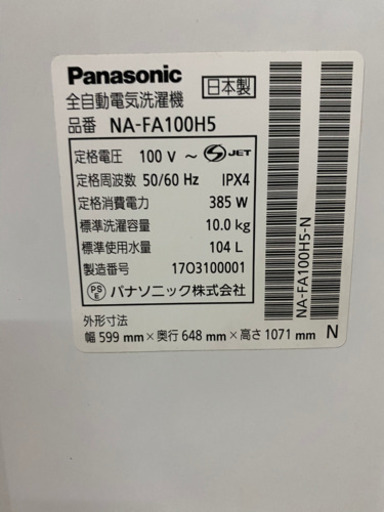 Panasonic
日本製
全自動電気洗濯機
品番 NA-FA100H5
定格電圧 100 V ～ S JET
定格周波数 50/60 Hz IPX4
定格消費電力 385 W
標準洗濯容量 10.0 kg
標準使用水量 104 L
製造番号 17O3100001
PS E パナソニック株式会社
外形寸法
幅 599 mm×奥行 648 mm×高さ 1071 mm N
NA-FA100H5-N